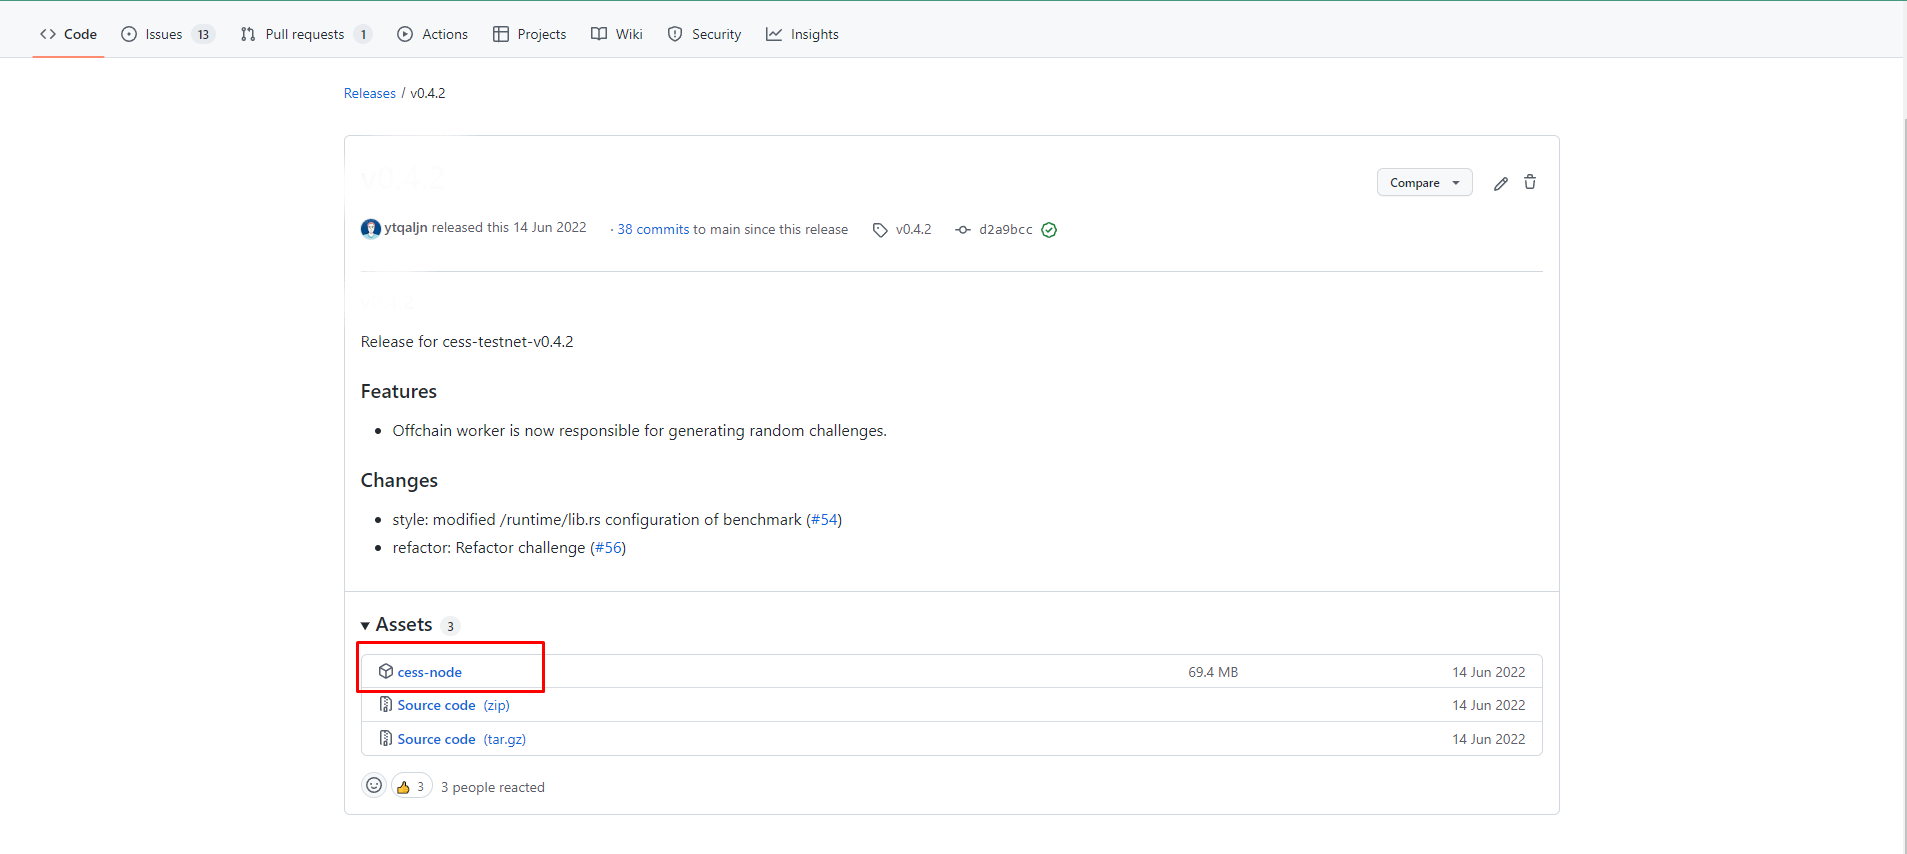 Code Issues 13 Pull requests 1 Actions Projects Wiki Security Insights
Releases / v0.4.2
v0.4.2
Compare
ytqaljn released this 14 Jun 2022 · 38 commits to main since this release v0.4.2 d2a9bcc
v0.4.2
Release for cess-testnet-v0.4.2
Features
• Offchain worker is now responsible for generating random challenges.
Changes
• style: modified /runtime/lib.rs configuration of benchmark (#54)
• refactor: Refactor challenge (#56)
Assets 3
cess-node 69.4 MB 14 Jun 2022
Source code (zip) 14 Jun 2022
Source code (tar.gz) 14 Jun 2022
3 3 people reacted